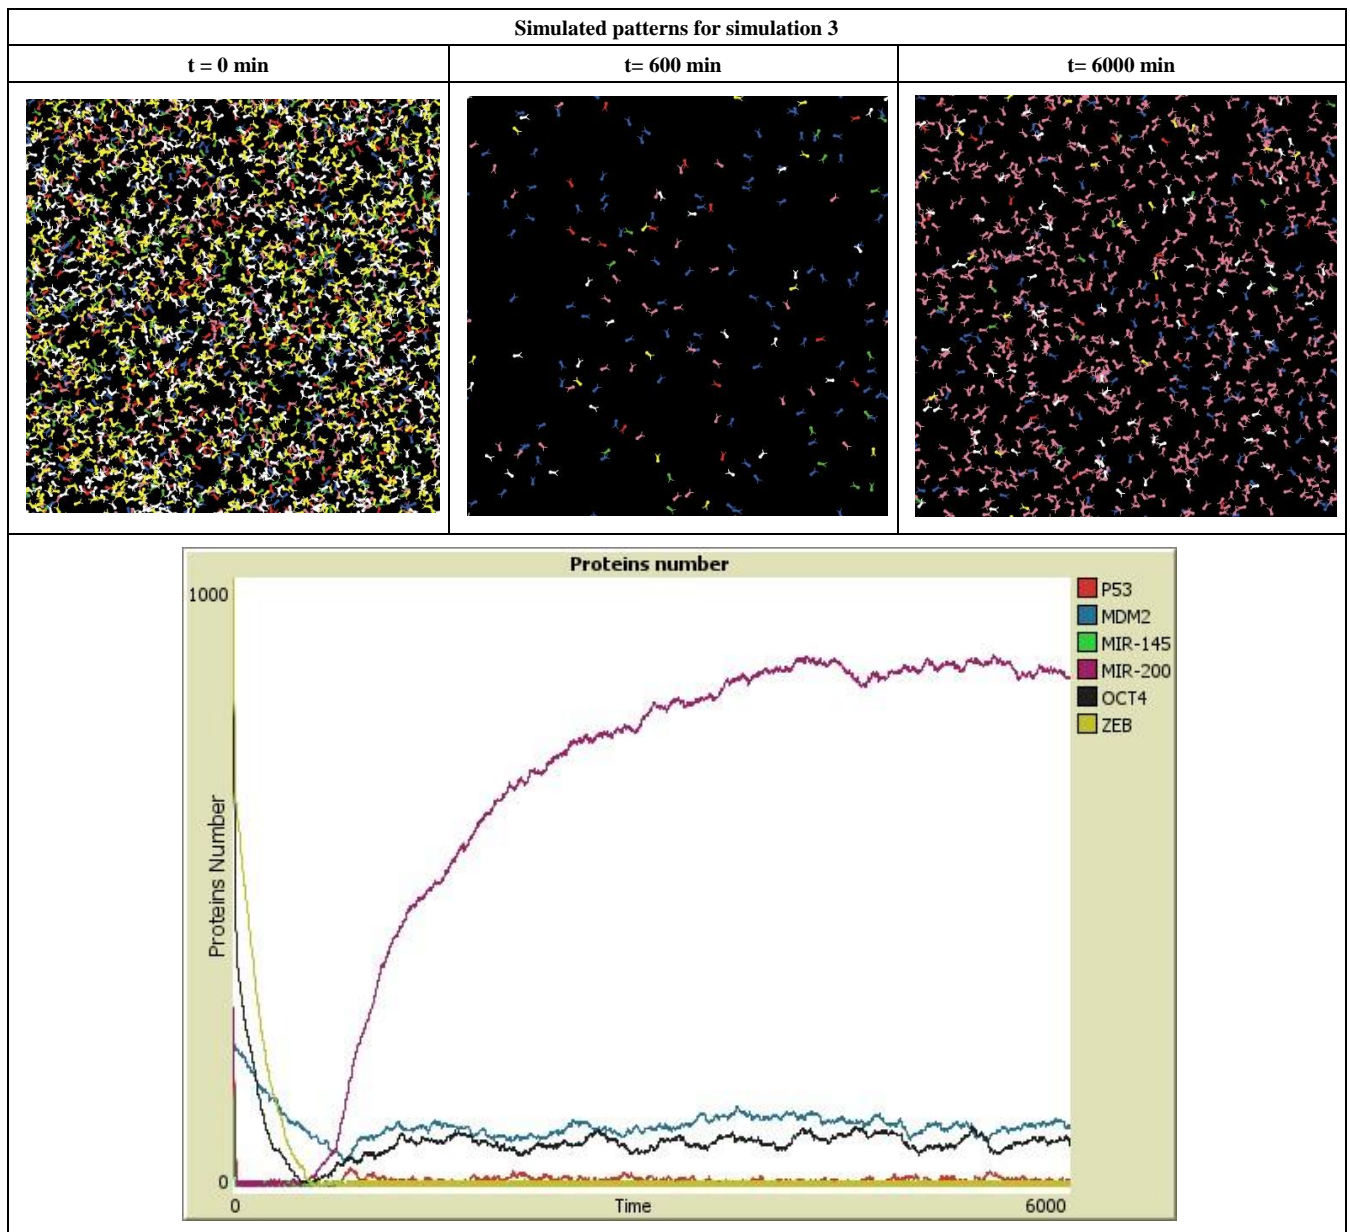 Simulated patterns for simulation 3
t = 0 min
t= 600 min
t= 6000 min
Proteins number
1000
Proteins Number
0
0
Time
6000
P53
MDM2
MIR-145
MIR-200
OCT4
ZEB